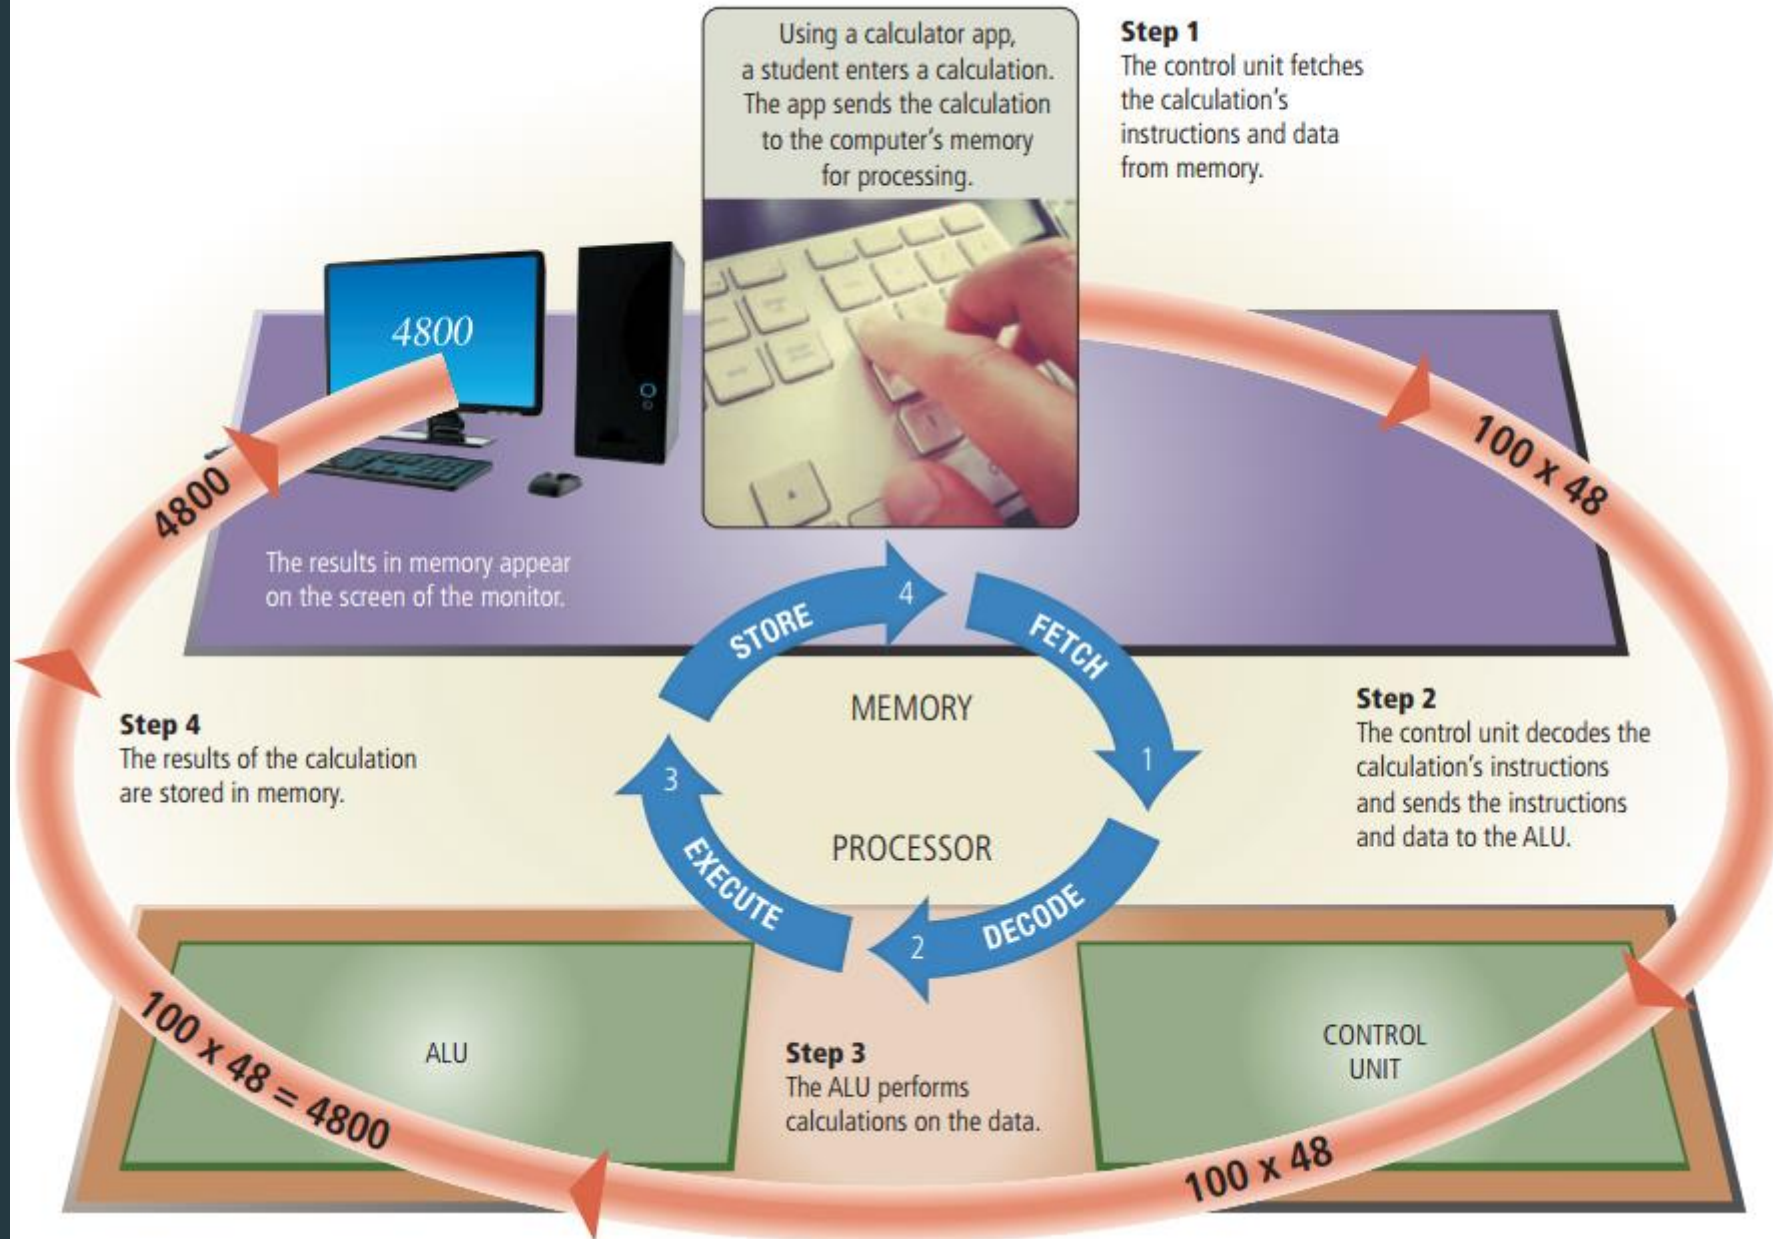 Using a calculator app,
a student enters a calculation.
The app sends the calculation
to the computer's memory
for processing.
Step 1
The control unit fetches
the calculation's
instructions and data
from memory.
4800
100 x 48
4800
The results in memory appear
on the screen of the monitor.
STORE
4
FETCH
1
MEMORY
Step 2
The control unit decodes the
calculation's instructions
and sends the instructions
and data to the ALU.
Step 4
The results of the calculation
are stored in memory.
3
EXECUTE
PROCESSOR
DECODE
2
ALU
CONTROL
UNIT
Step 3
The ALU performs
calculations on the data.
100 x 48 = 4800
100 x 48